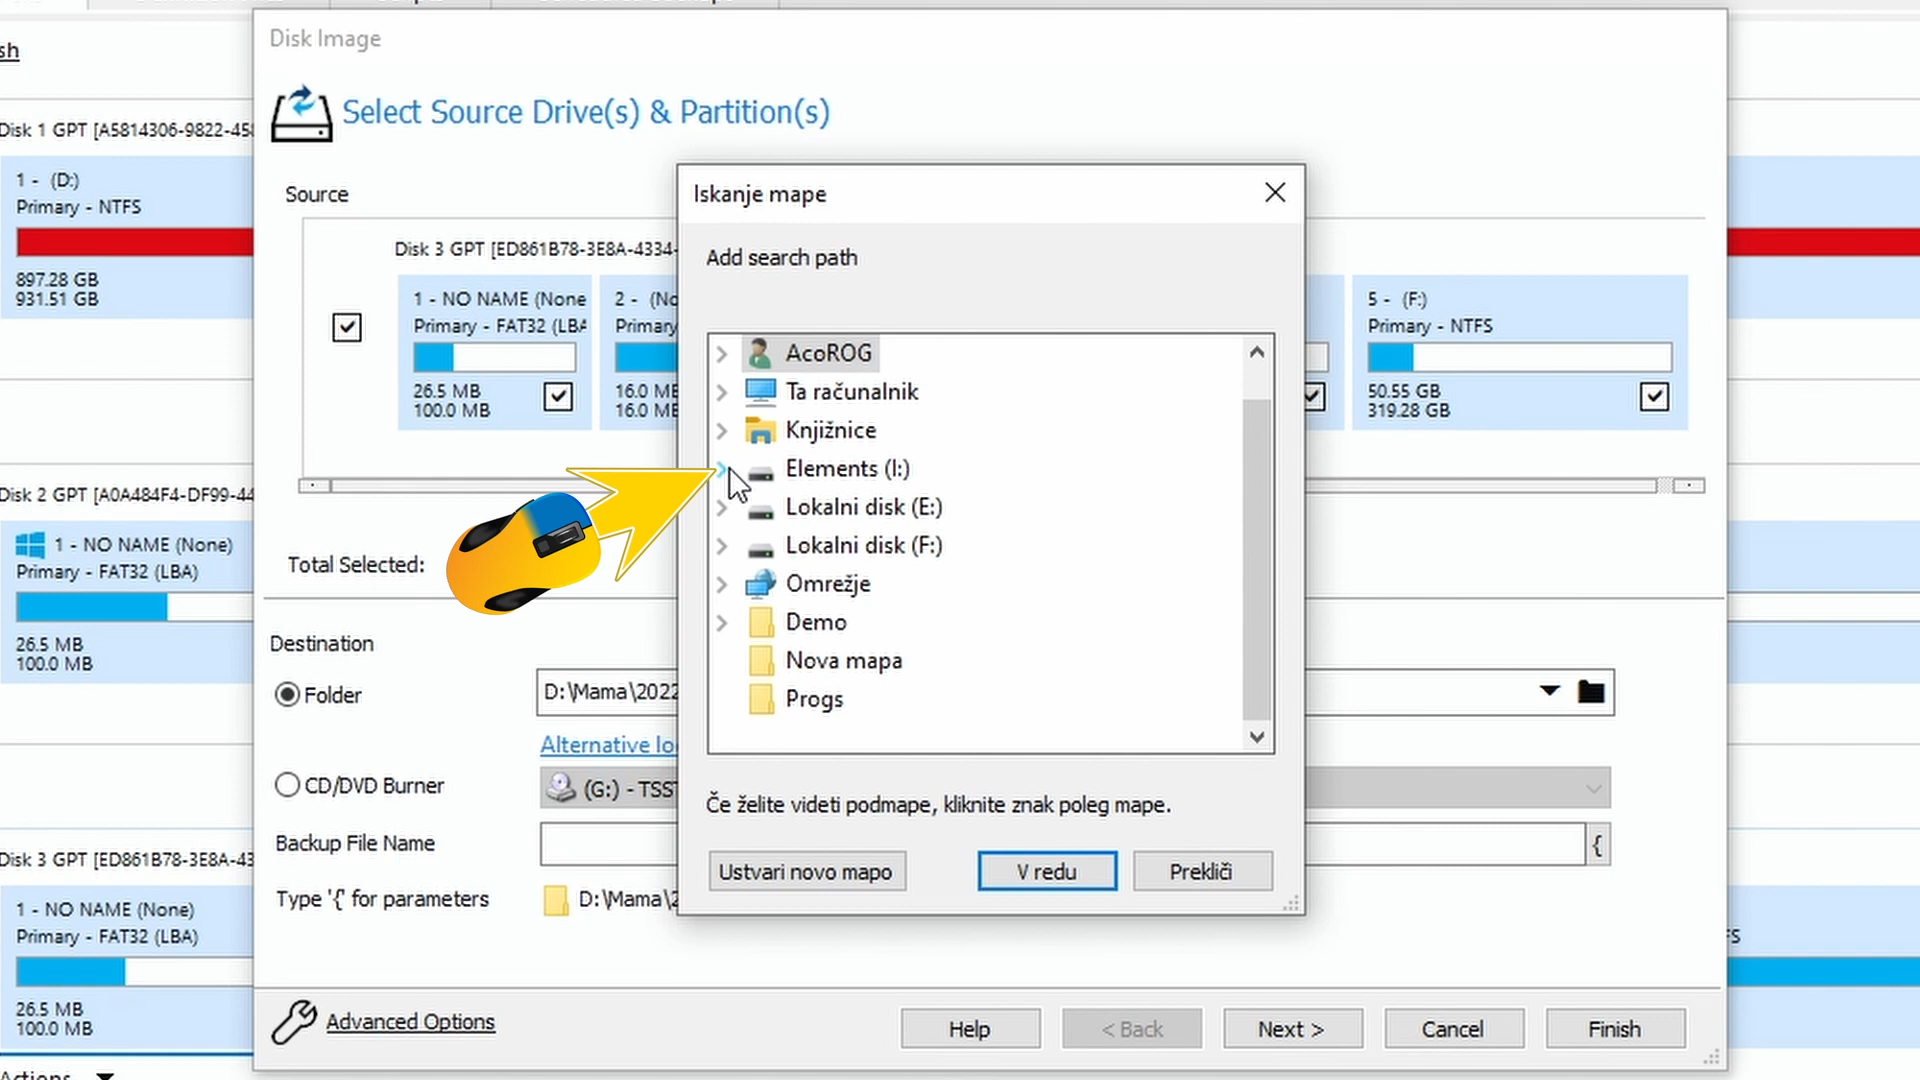 sh
Disk Image
Select Source Drive(s) & Partition(s)
Disk 1 GPT [A5814306-9822-458
1 - (D:)
Primary - NTFS
897.28 GB
931.51 GB
Source
Disk 3 GPT [ED861B78-3E8A-4334-
1 - NO NAME (None
Primary - FAT32 (LBA
26.5 MB
100.0 MB
2 - (No
Primary
16.0 MB
16.0 MB
5 - (F:)
Primary - NTFS
50.55 GB
319.28 GB
Iskanje mape
Add search path
AcoROG
Ta računalnik
Knjižnice
Elements (I:)
Lokalni disk (E:)
Lokalni disk (F:)
Omrežje
Demo
Nova mapa
Progs
Če želite videti podmape, kliknite znak poleg mape.
Ustvari novo mapo
V redu
Prekliči
Disk 2 GPT [A0A484F4-DF99-44
1 - NO NAME (None)
Primary - FAT32 (LBA)
26.5 MB
100.0 MB
Total Selected:
Destination
Folder
D:\Mama\2022
Alternative lo
CD/DVD Burner
(G:) - TSST
Backup File Name
{
Type '{' for parameters
D:\Mama\2
Disk 3 GPT [ED861B78-3E8A-43
1 - NO NAME (None)
Primary - FAT32 (LBA)
26.5 MB
100.0 MB
FS
Advanced Options
Help
< Back
Next >
Cancel
Finish
Actions